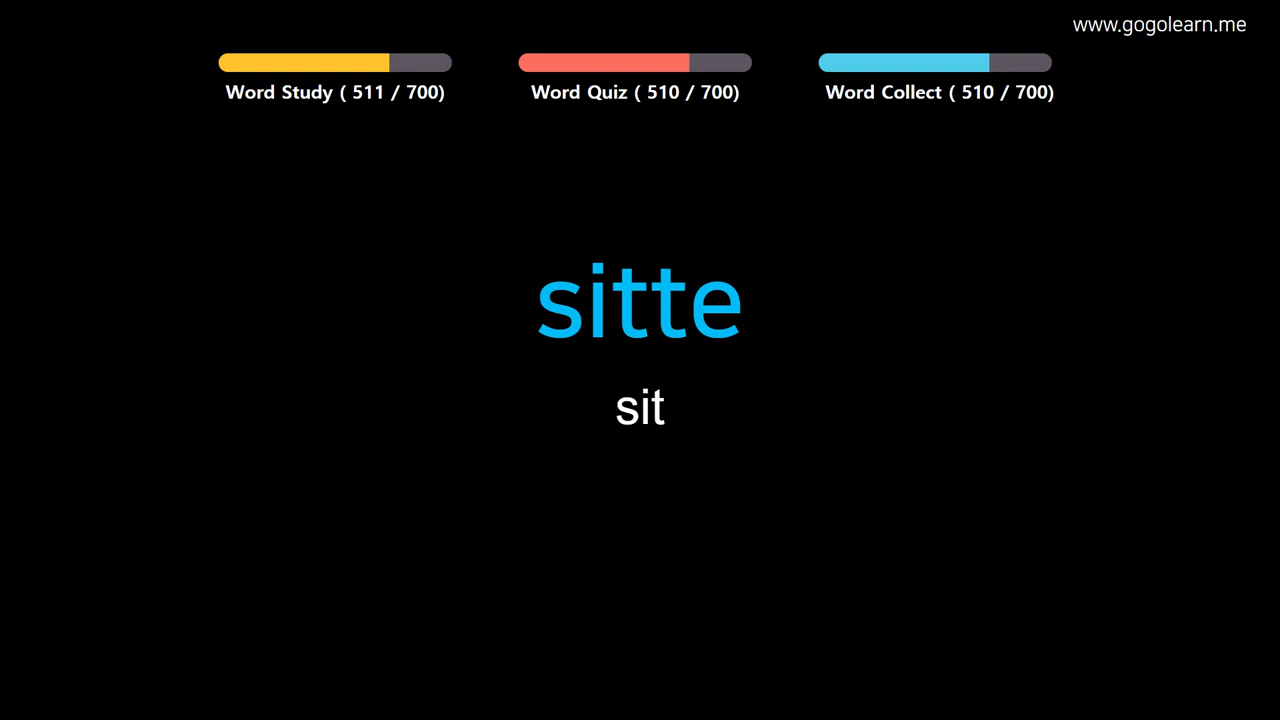 www.gogolearn.me
Word Study ( 511 / 700)
Word Quiz ( 510 / 700)
Word Collect ( 510 / 700)
sitte
sit